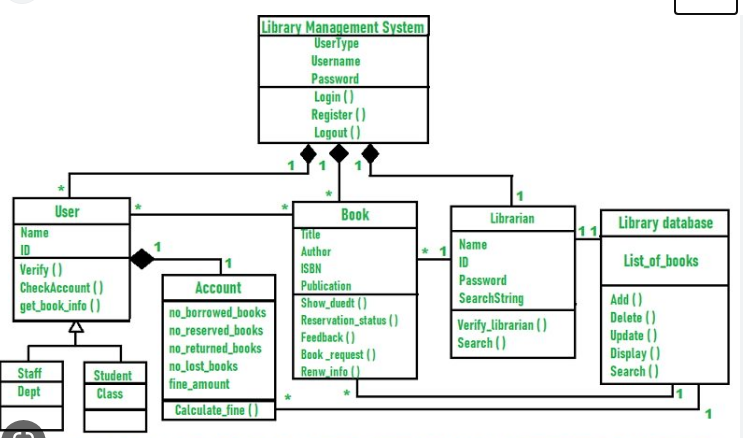 Library Management System
UserType
Username
Password
Login ( )
Register ( )
Logout ( )
1 1 1
* * 1
User
Name
ID
Verify ( )
CheckAccount ( )
get_book_info ( )
* *
1
1
Book
Title
Author
ISBN
Publication
Show_duedt ( )
Reservation_status ( )
Feedback ( )
Book_request ( )
Renw_info ( )
* 1
Librarian
Name
ID
Password
SearchString
Verify_librarian ( )
Search ( )
1 1
Library database
List_of_books
Add ( )
Delete ( )
Update ( )
Display ( )
Search ( )
Account
no_borrowed_books
no_reserved_books
no_returned_books
no_lost_books
fine_amount
Calculate_fine ( )
Staff
Dept
Student
Class
* 1
* 1